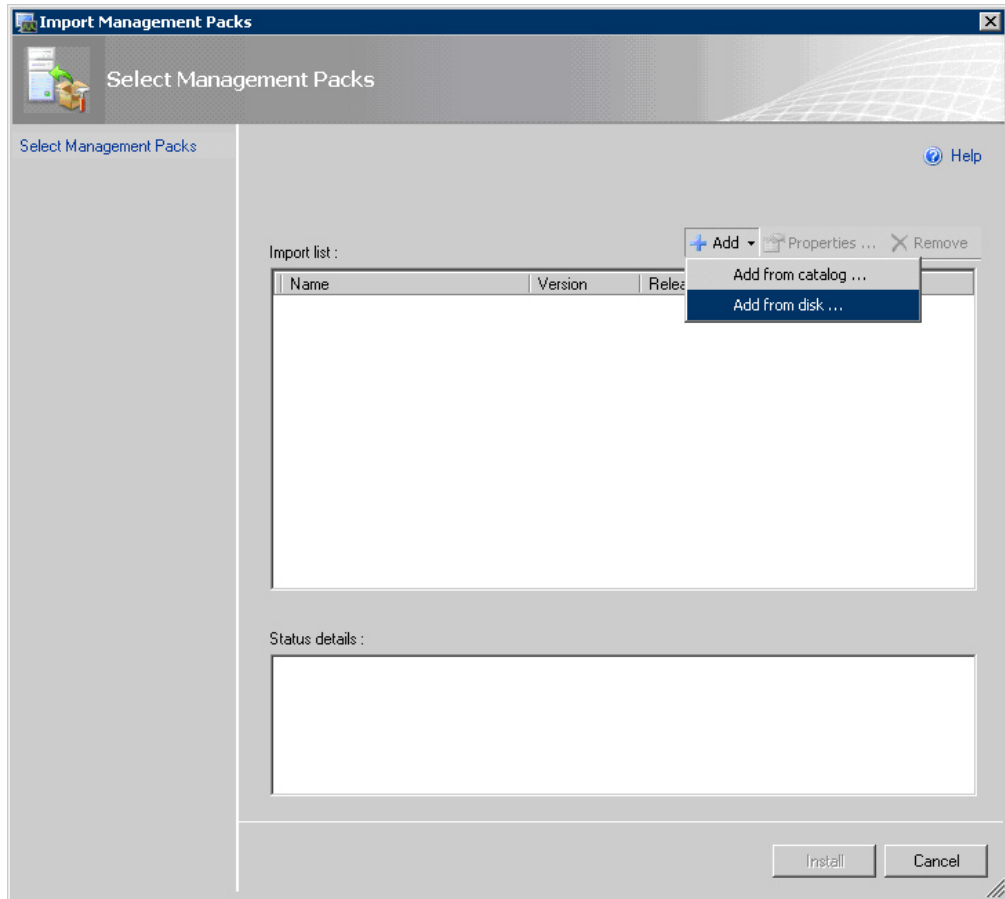 Import Management Packs
Select Management Packs
Select Management Packs
Help
Import list :
Add Properties ... Remove
Name Version Relea
Add from catalog ...
Add from disk ...
Status details :
Install Cancel